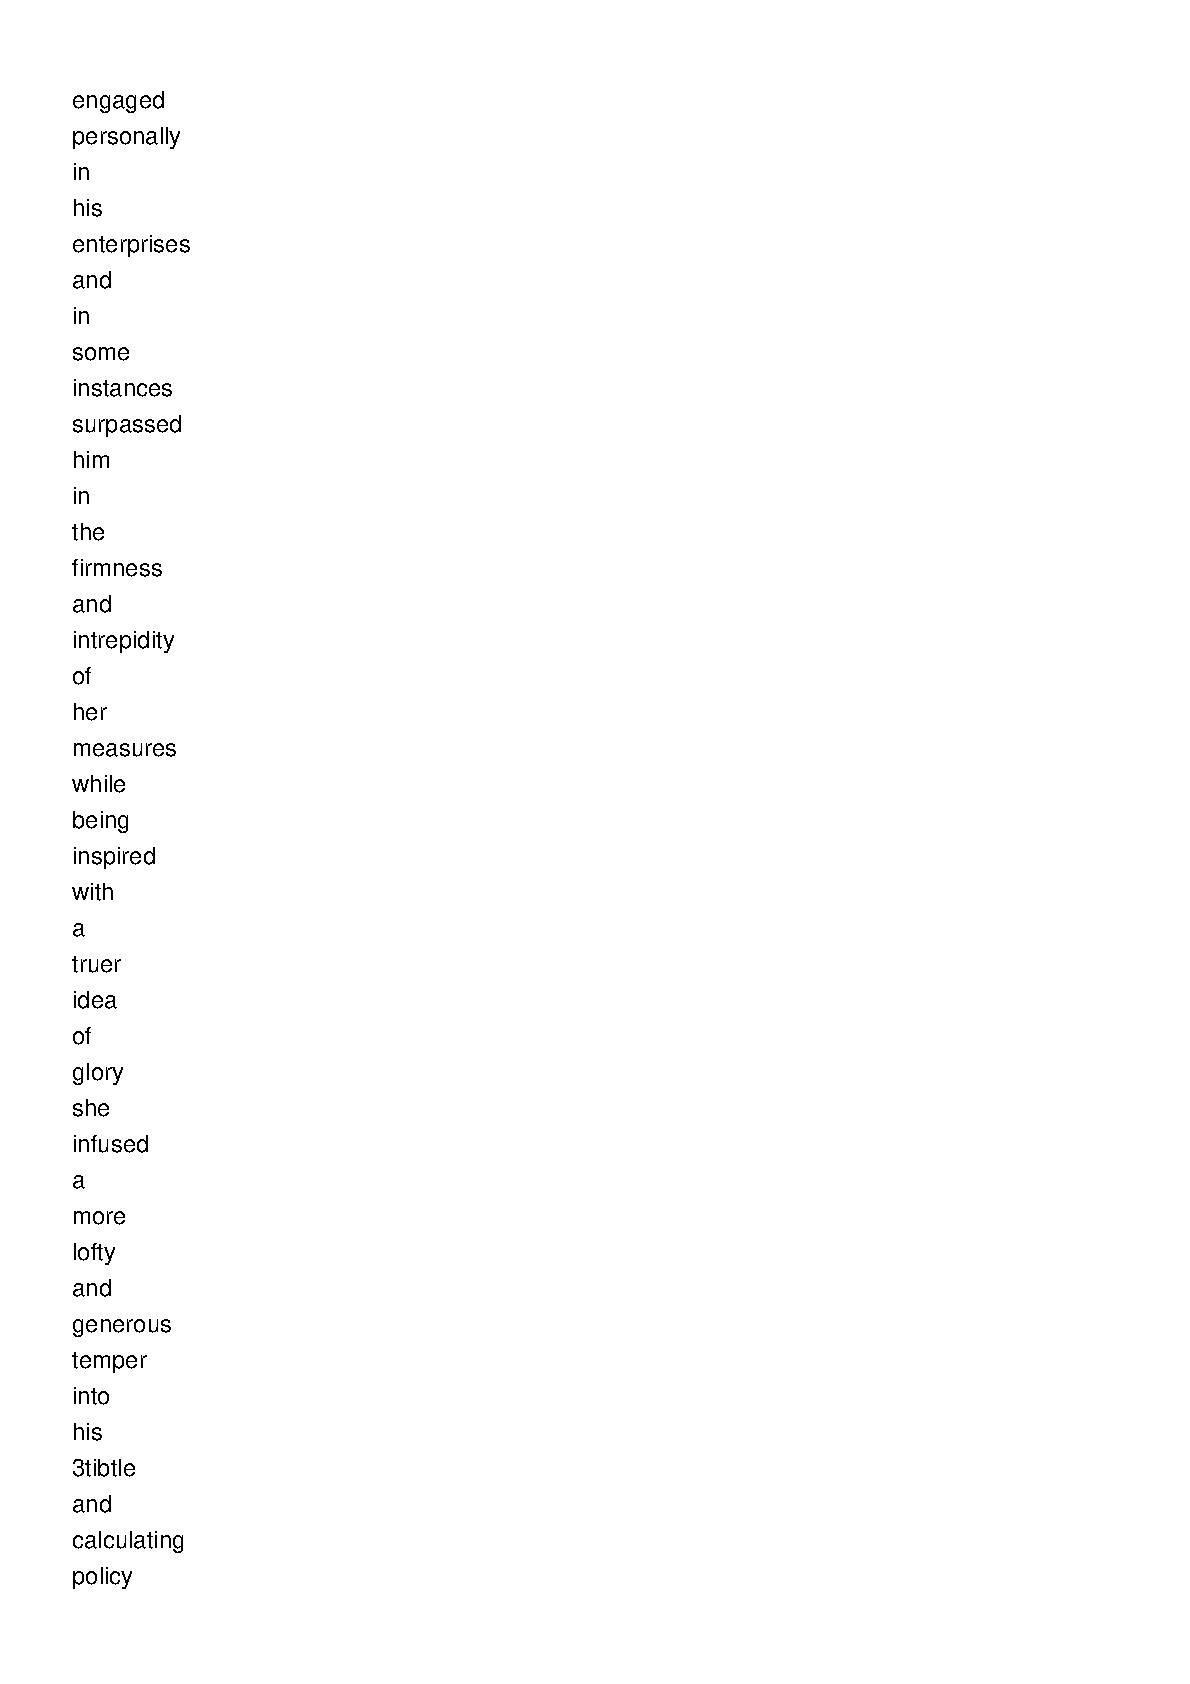 engaged
personally
in
his
enterprises
and
in
some
instances
surpassed
him
in
the
firmness
and
intrepidity
of
her
measures
while
being
inspired
with
a
truer
idea
of
glory
she
infused
a
more
lofty
and
generous
temper
into
his
3tibtle
and
calculating
policy